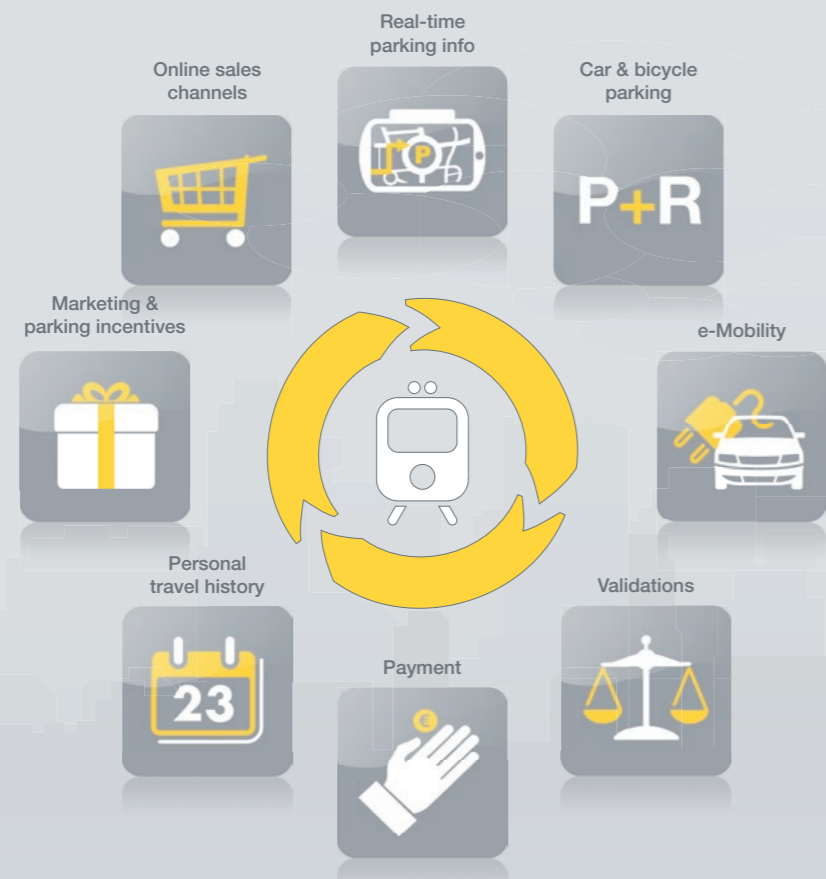 Real-time
parking info
Online sales
channels
Car & bicycle
parking
P
P+R
Marketing &
parking incentives
e-Mobility
Personal
travel history
Validations
23
Payment
€